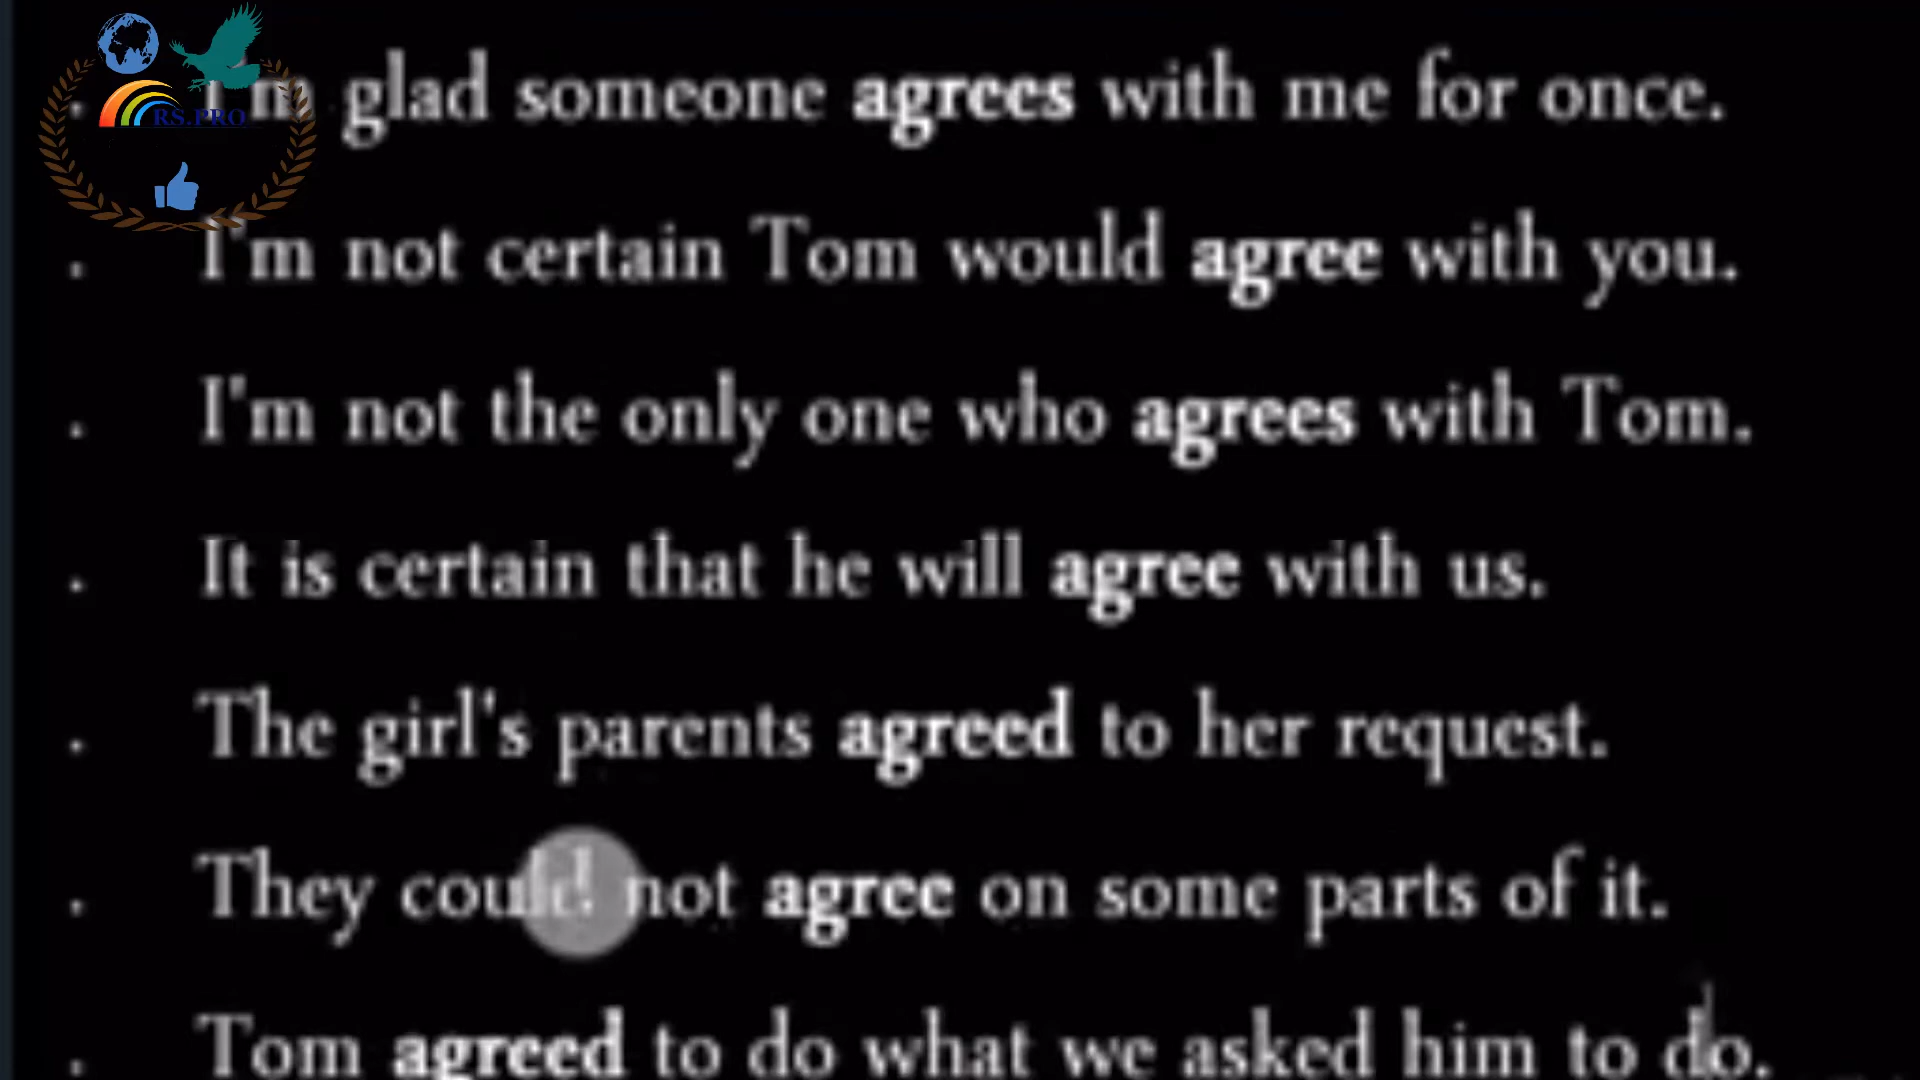 I'm glad someone agrees with me for once.
RS.PRO
. I'm not certain Tom would agree with you.
. I'm not the only one who agrees with Tom.
. It is certain that he will agree with us.
. The girl's parents agreed to her request.
. They could not agree on some parts of it.
. Tom agreed to do what we asked him to do.